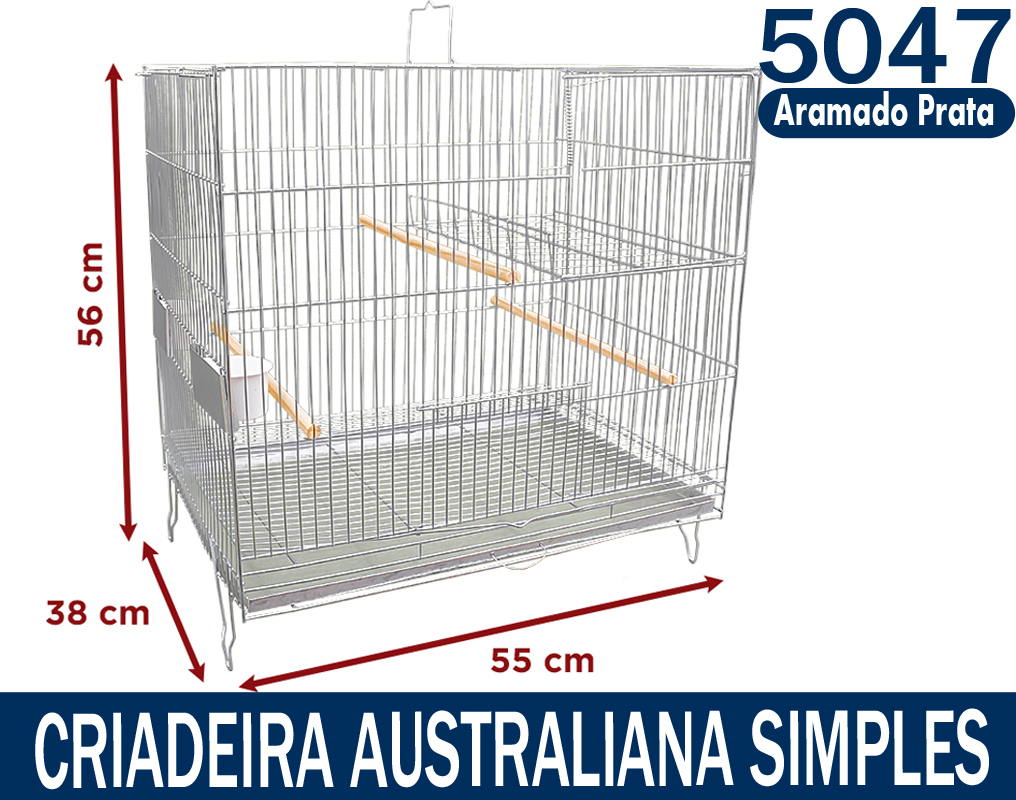 5047
Aramado Prata
56 cm
38 cm
55 cm
CRIADEIRA AUSTRALIANA SIMPLES